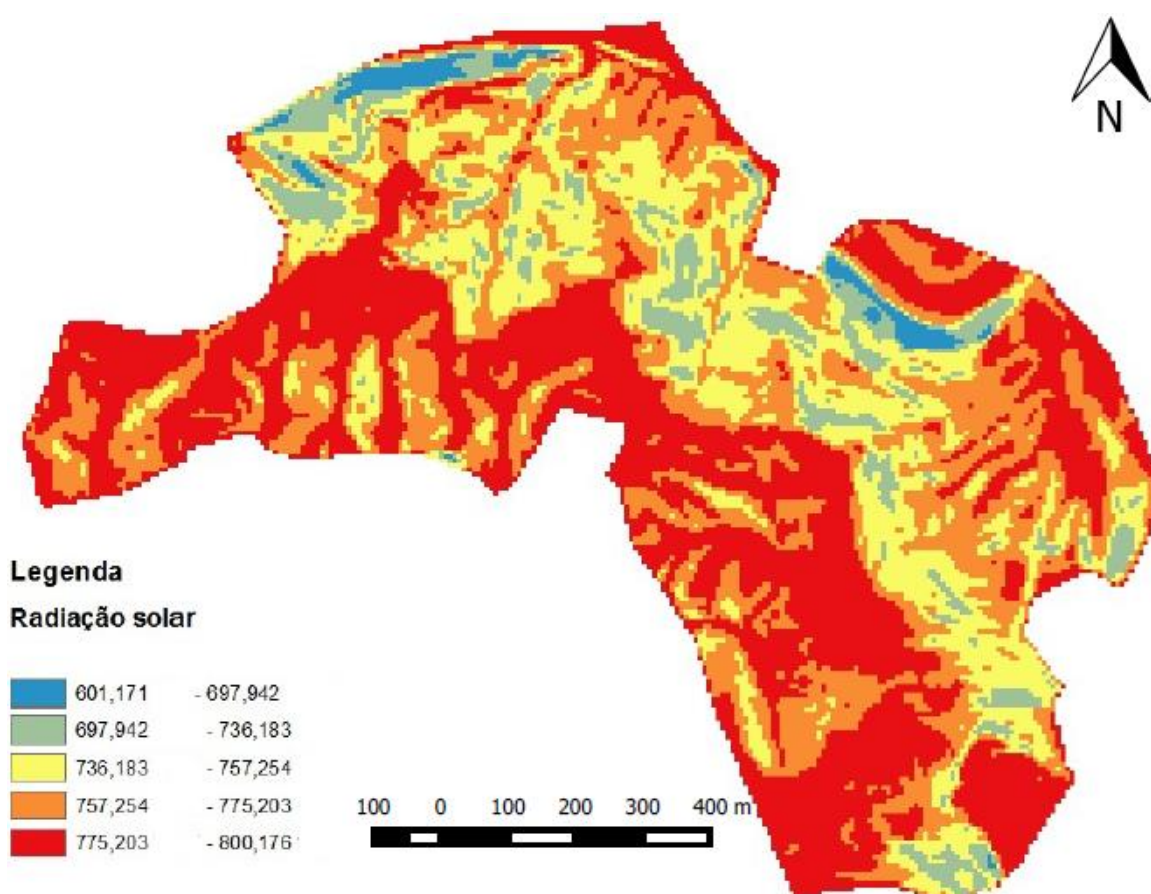 N
Legenda
Radiação solar
601,171 - 697,942
697,942 - 736,183
736,183 - 757,254
757,254 - 775,203
775,203 - 800,176
100 0 100 200 300 400 m